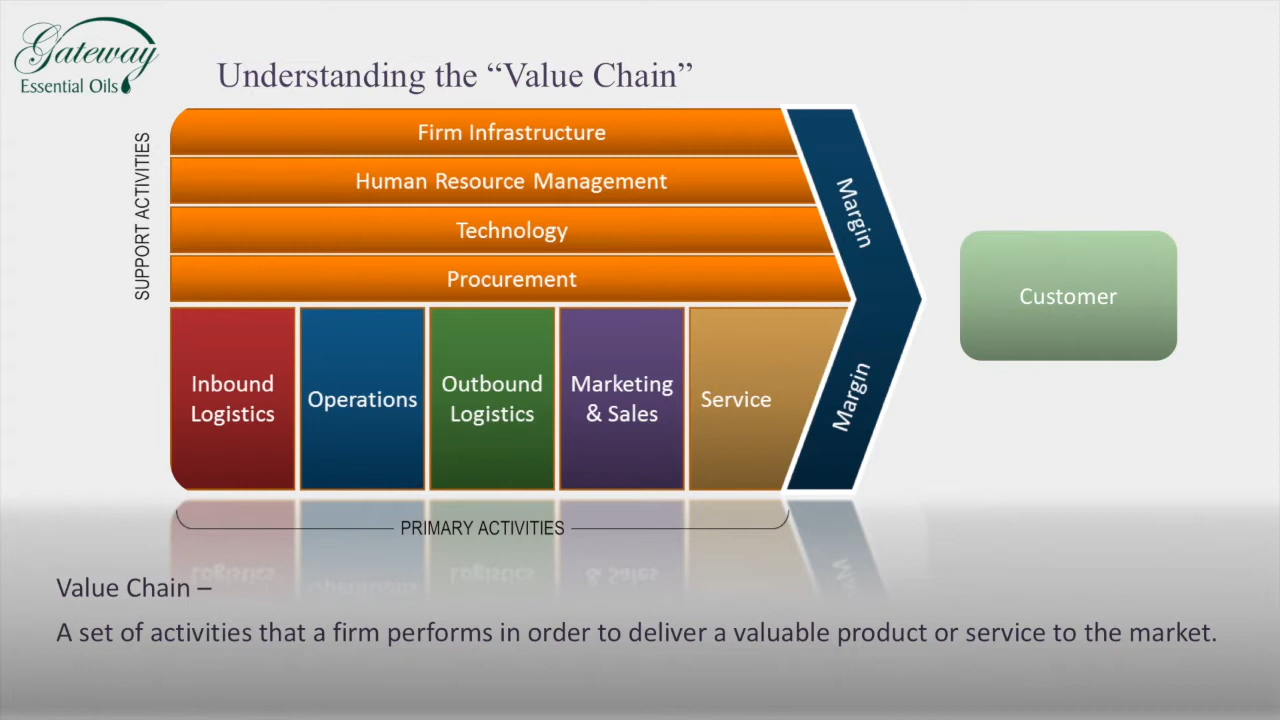 Gateway
Essential Oils
Understanding the “Value Chain”
SUPPORT ACTIVITIES
Firm Infrastructure
Human Resource Management
Technology
Procurement
Margin
Margin
Customer
Inbound
Logistics
Operations
Outbound
Logistics
Marketing
& Sales
Service
PRIMARY ACTIVITIES
Value Chain –
A set of activities that a firm performs in order to deliver a valuable product or service to the market.